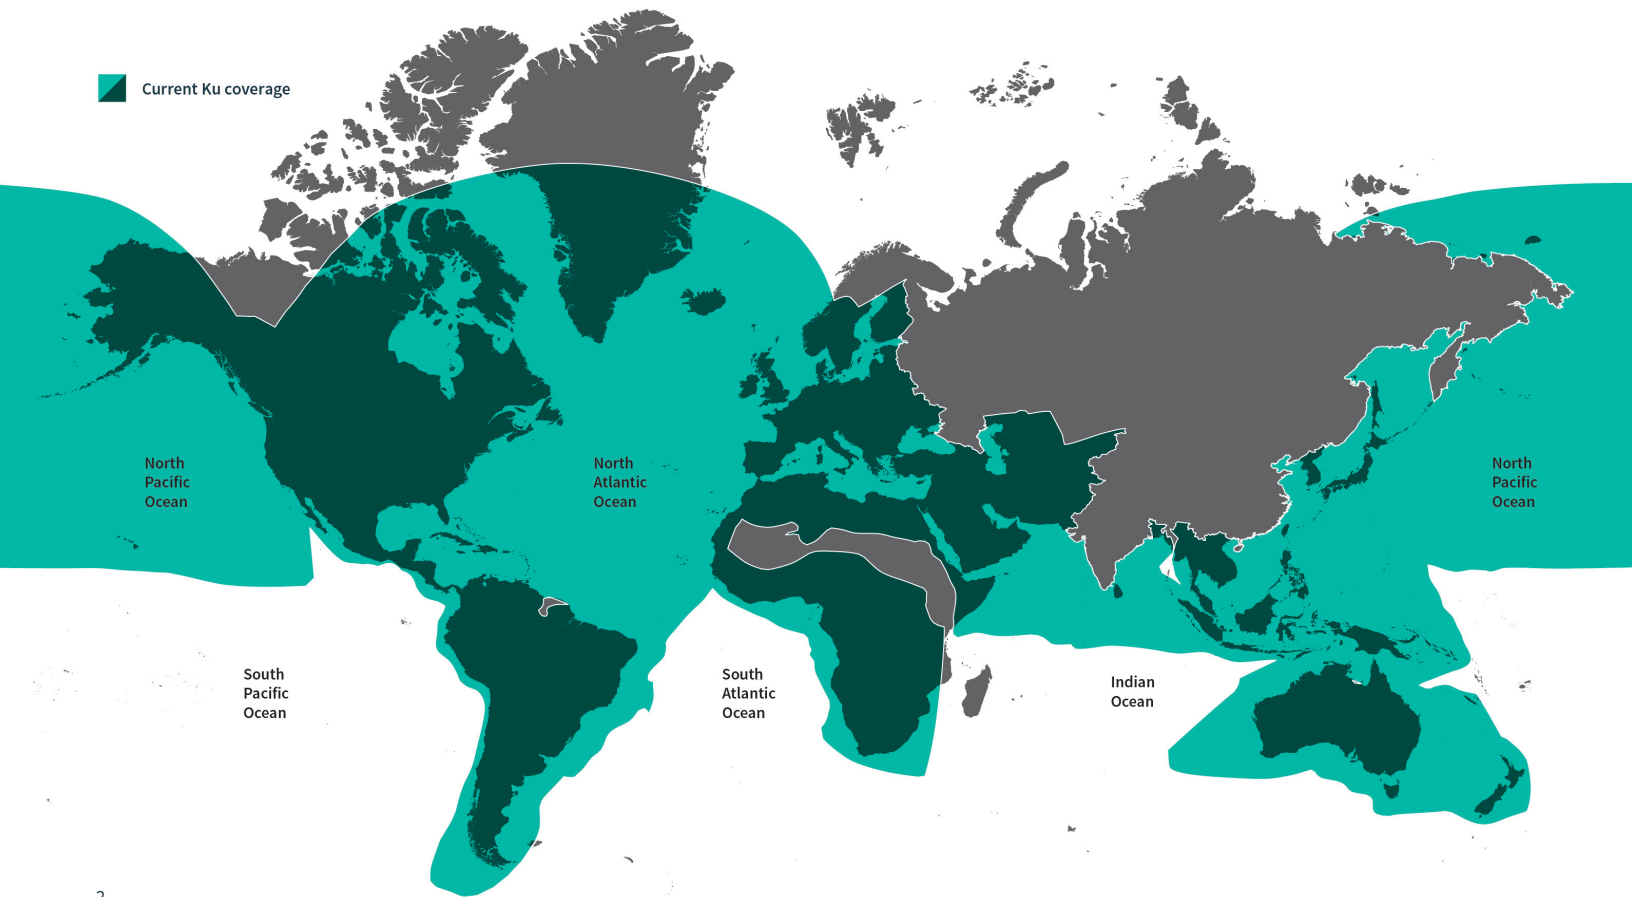 Current Ku coverage
North
Pacific
Ocean
North
Atlantic
Ocean
North
Pacific
Ocean
South
Pacific
Ocean
South
Atlantic
Ocean
Indian
Ocean